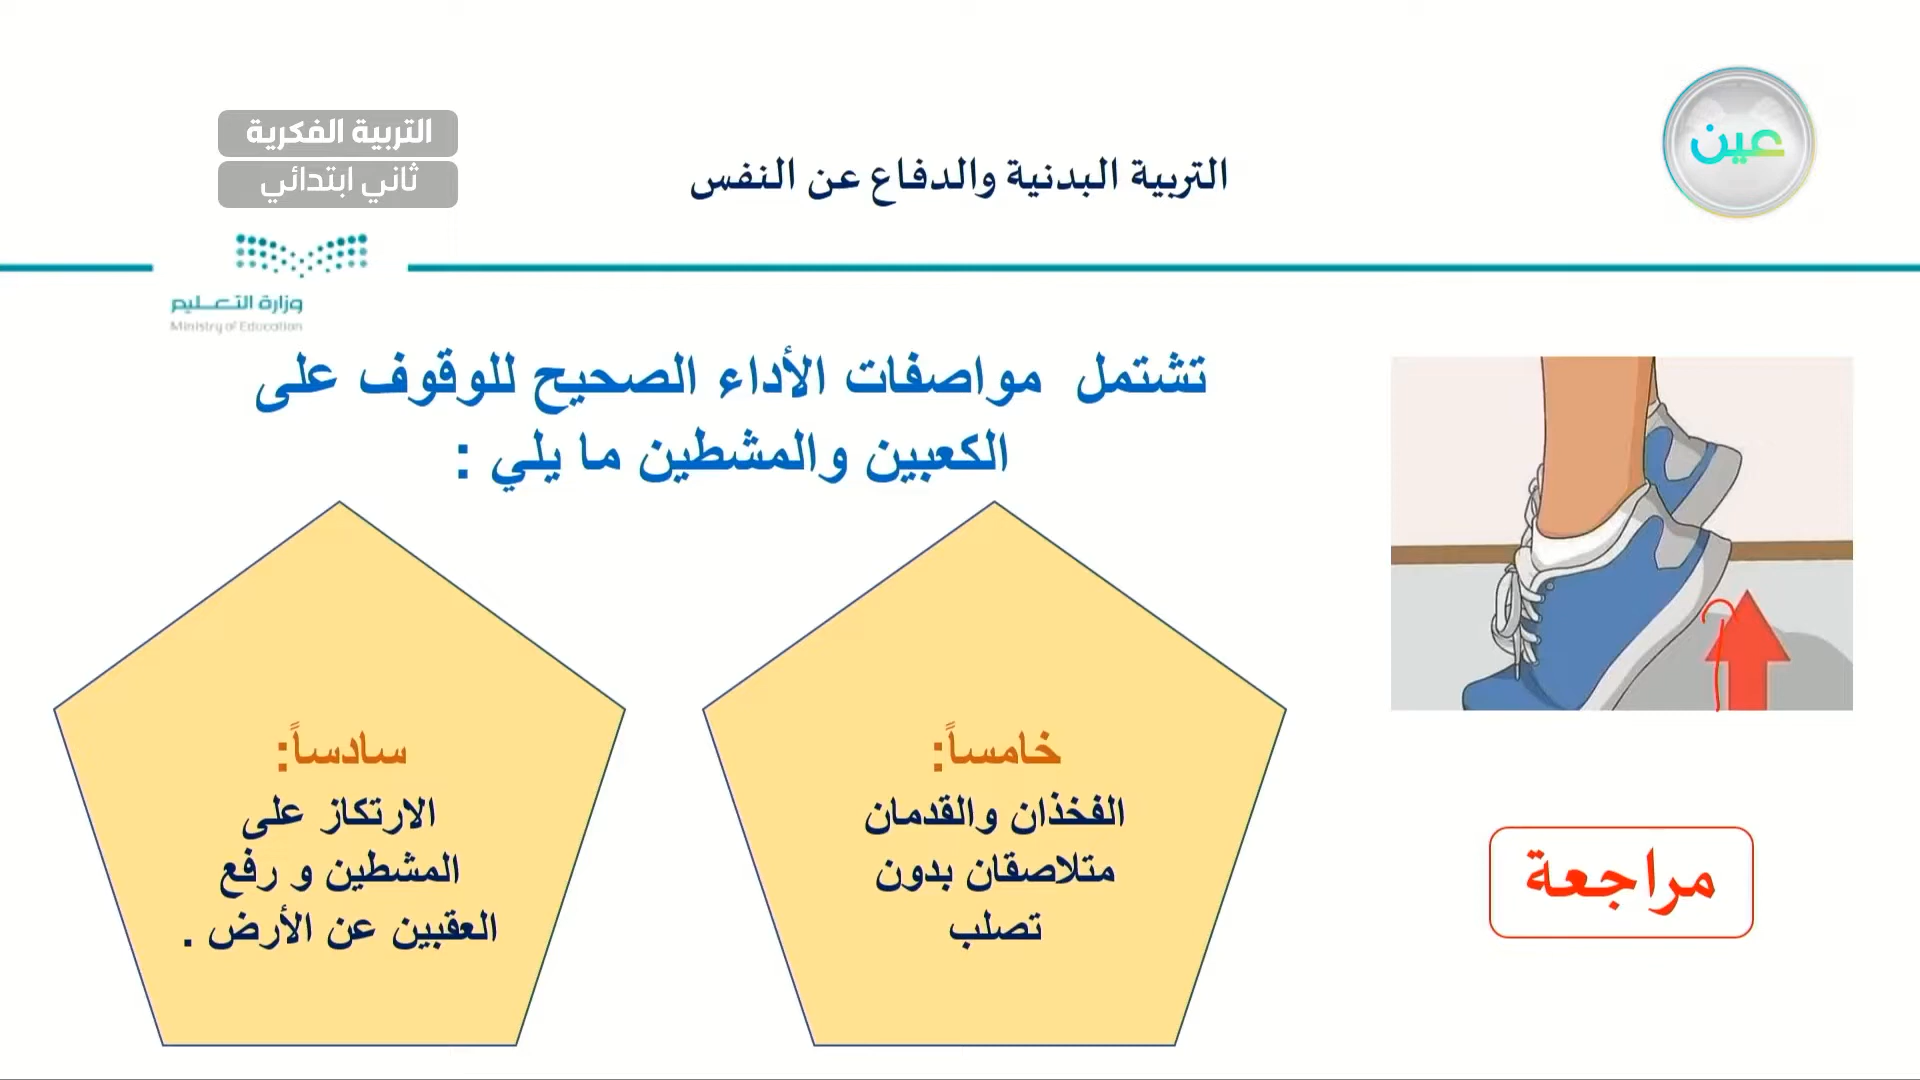 عين
التربية الفكرية
ثاني ابتدائي
التربية البدنية والدفاع عن النفس
وزارة التعليم
Ministry of Education
تشتمل مواصفات الأداء الصحيح للوقوف على
الكعبين والمشطين ما يلي :
خامساً:
الفخذان والقدمان
متلاصقان بدون
تصلب
سادساً:
الارتكاز على
المشطين و رفع
العقبين عن الأرض .
مراجعة